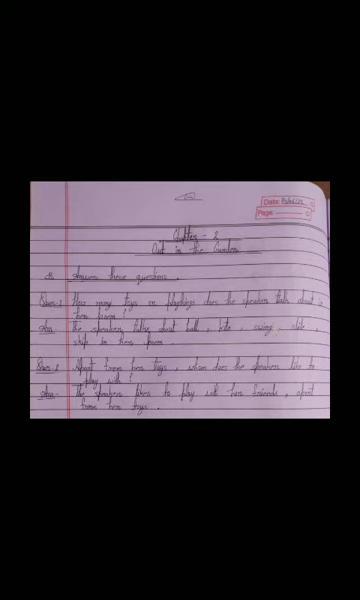 Date:
Page:
Chapter - 2
Out in the Garden
Answer these questions.
Ques-1 How many toys or playthings does the speaker talk about in
her poem?
Ans- The speaker talks about ball, kite, swing, slide,
ship in her poem.
Ques-2 Apart from her toys, whom does the speaker like to
play with?
Ans- The speaker likes to play with her friends, apart
from her toys.